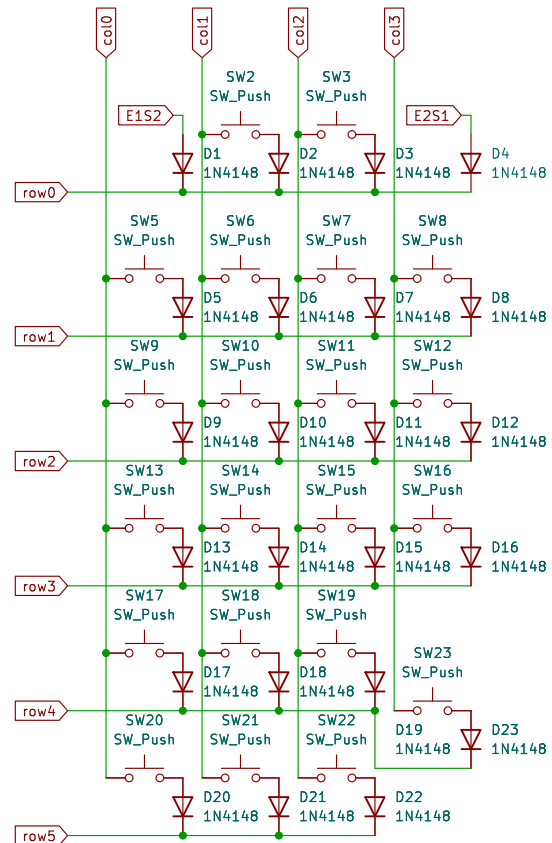 col0
col1
col2
col3
SW2
SW_Push
SW3
SW_Push
E1S2
E2S1
D1
1N4148
D2
1N4148
D3
1N4148
D4
1N4148
row0
SW5
SW_Push
SW6
SW_Push
SW7
SW_Push
SW8
SW_Push
D5
1N4148
D6
1N4148
D7
1N4148
D8
1N4148
row1
SW9
SW_Push
SW10
SW_Push
SW11
SW_Push
SW12
SW_Push
D9
1N4148
D10
1N4148
D11
1N4148
D12
1N4148
row2
SW13
SW_Push
SW14
SW_Push
SW15
SW_Push
SW16
SW_Push
D13
1N4148
D14
1N4148
D15
1N4148
D16
1N4148
row3
SW17
SW_Push
SW18
SW_Push
SW19
SW_Push
D17
1N4148
D18
1N4148
SW23
SW_Push
row4
D19
1N4148
D23
1N4148
SW20
SW_Push
SW21
SW_Push
SW22
SW_Push
D20
1N4148
D21
1N4148
D22
1N4148
row5